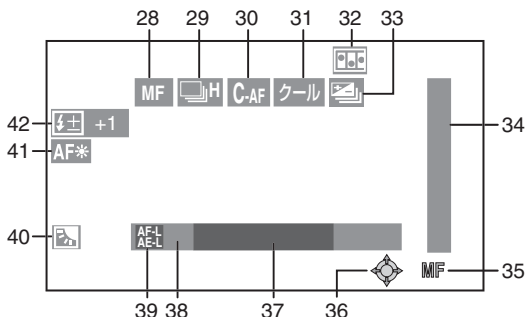 32
28 29 30 31 33
MF H C-AF クール
42 +1
41 AF
34
40 AF-L
AE-L
MF 35
39 38 37 36